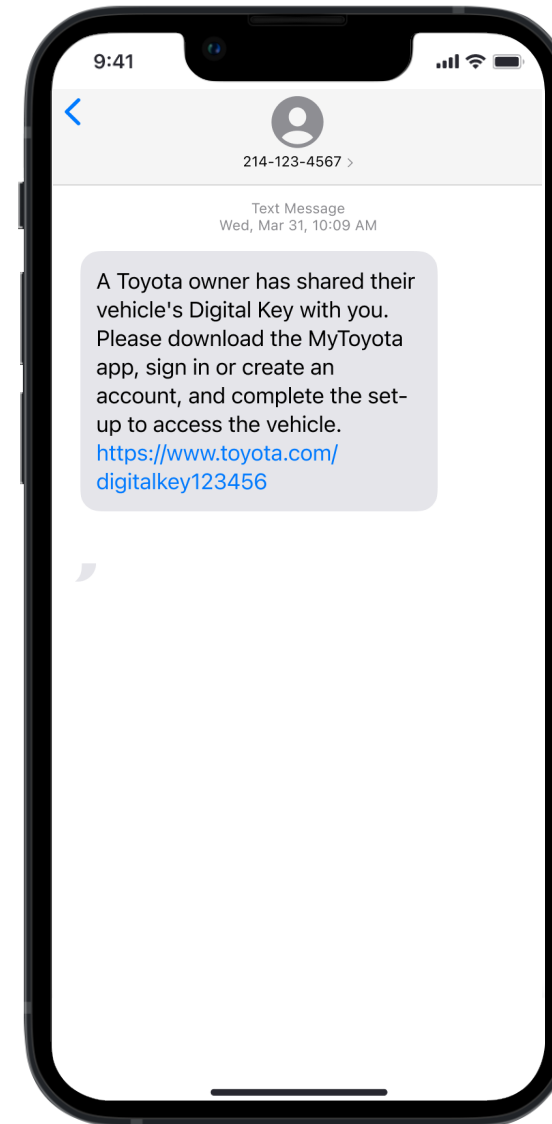 9:41
214-123-4567 >
Text Message
Wed, Mar 31, 10:09 AM
A Toyota owner has shared their
vehicle's Digital Key with you.
Please download the MyToyota
app, sign in or create an
account, and complete the set-
up to access the vehicle.
https://www.toyota.com/
digitalkey123456